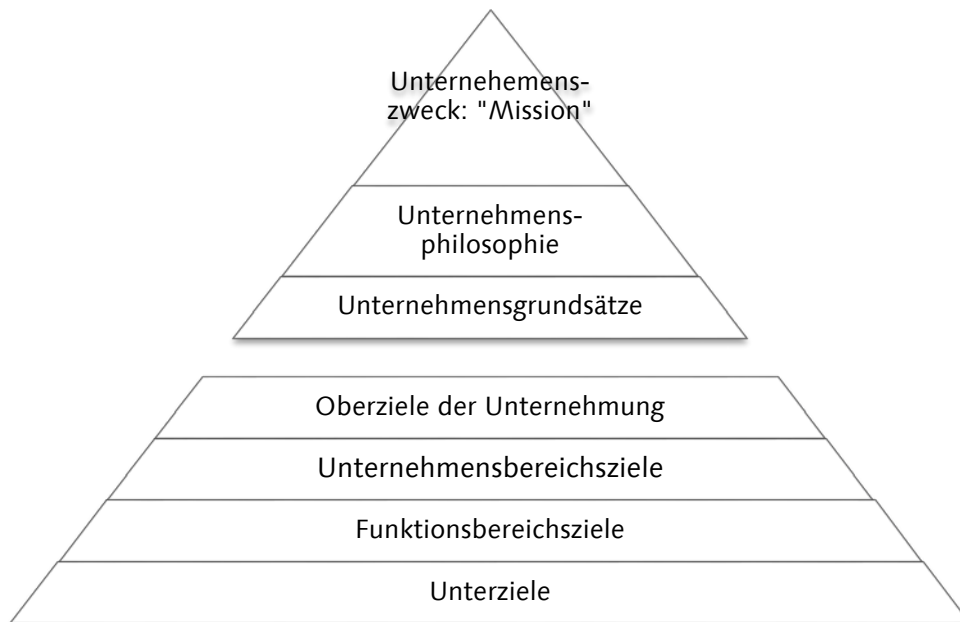 Unternehemens-
zweck: "Mission"
Unternehmens-
philosophie
Unternehmensgrundsätze
Oberziele der Unternehmung
Unternehmensbereichsziele
Funktionsbereichsziele
Unterziele